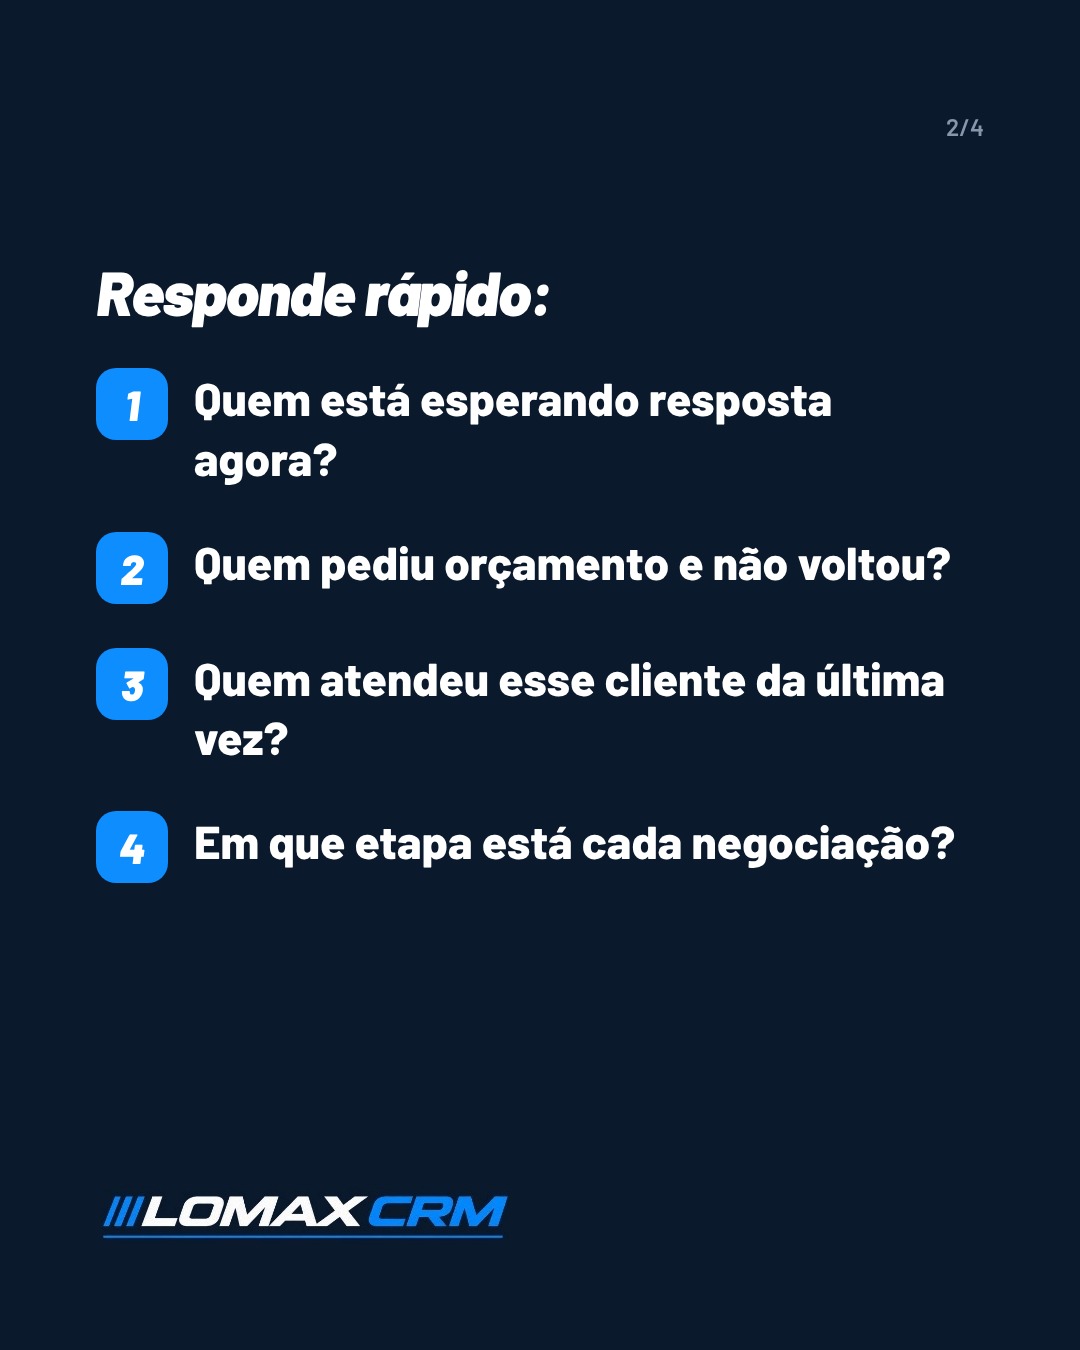 2/4
Responde rápido:
1 Quem está esperando resposta
agora?
2 Quem pediu orçamento e não voltou?
3 Quem atendeu esse cliente da última
vez?
4 Em que etapa está cada negociação?
LOMAX CRM